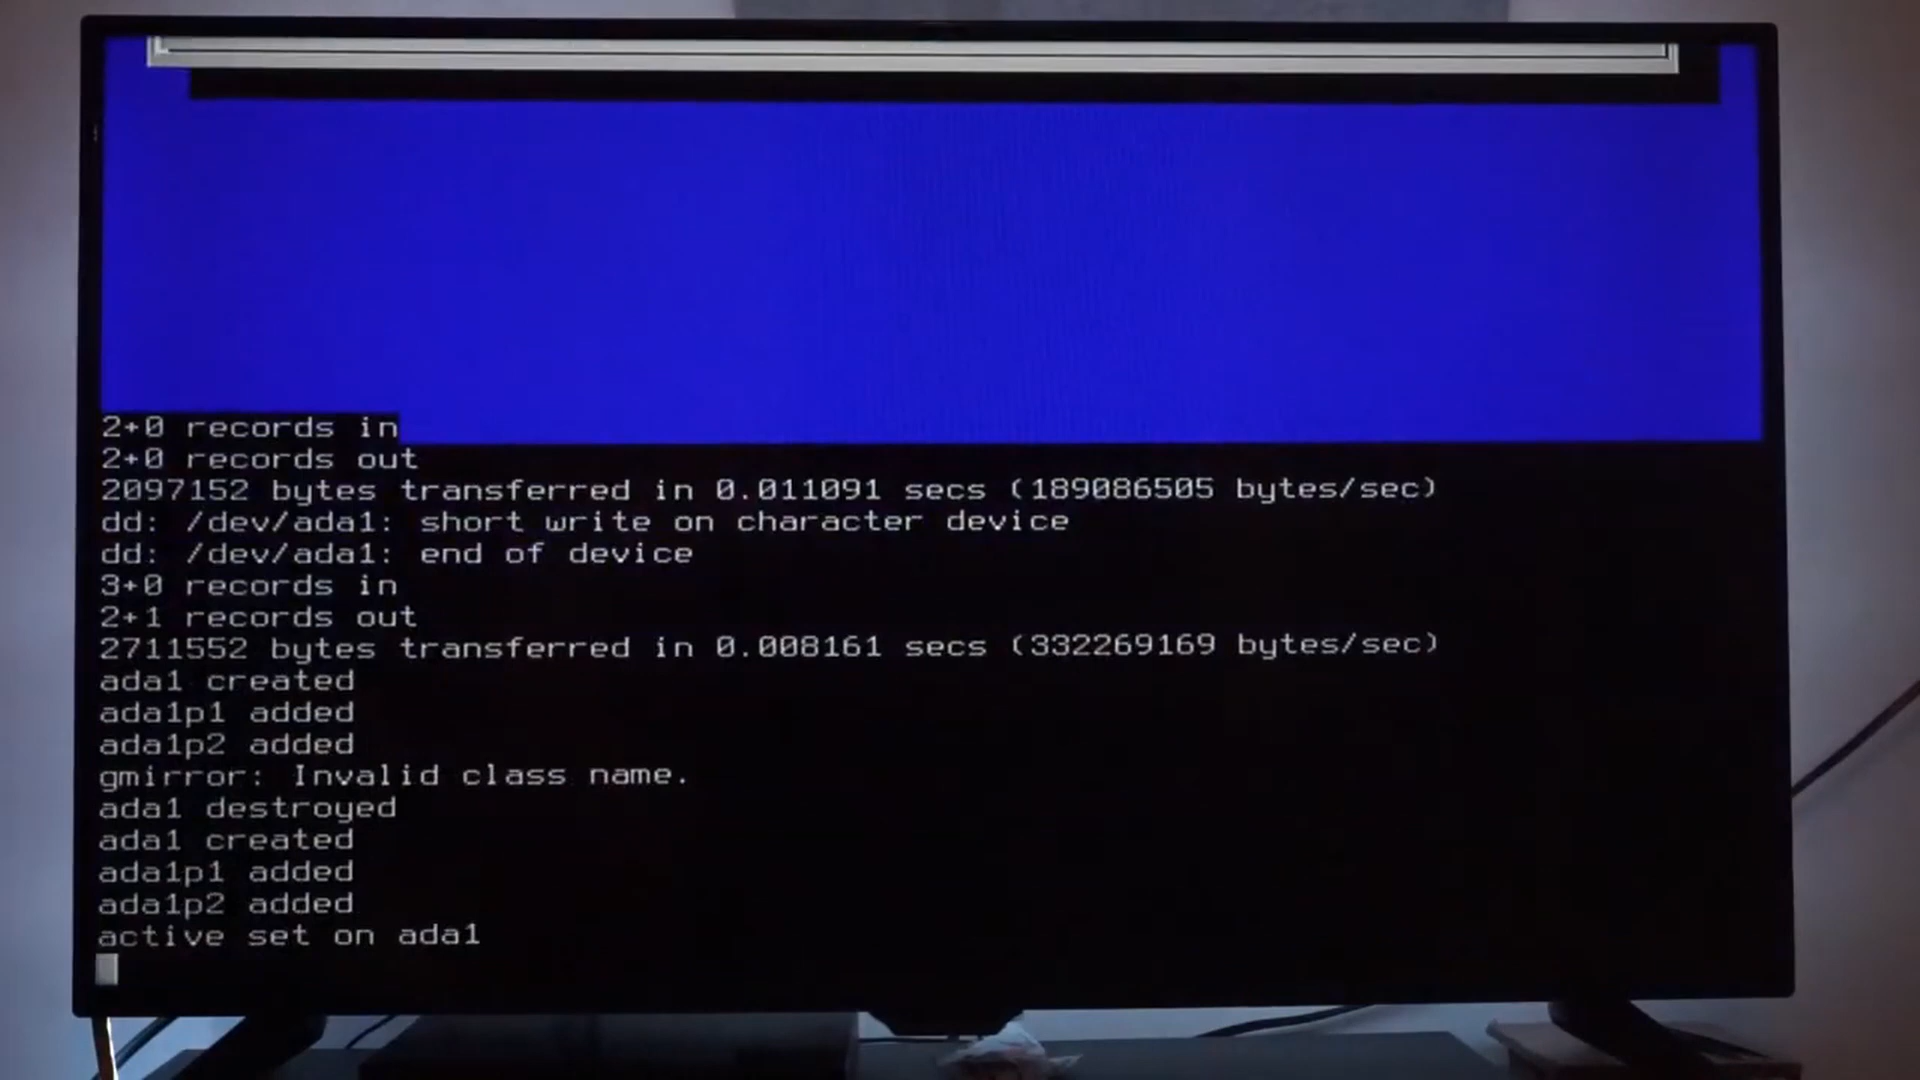 2+0 records in
2+0 records out
2097152 bytes transferred in 0.011091 secs (189086505 bytes/sec)
dd: /dev/ada1: short write on character device
dd: /dev/ada1: end of device
3+0 records in
2+1 records out
2711552 bytes transferred in 0.008161 secs (332269169 bytes/sec)
ada1 created
ada1p1 added
ada1p2 added
gmirror: Invalid class name.
ada1 destroyed
ada1 created
ada1p1 added
ada1p2 added
active set on ada1